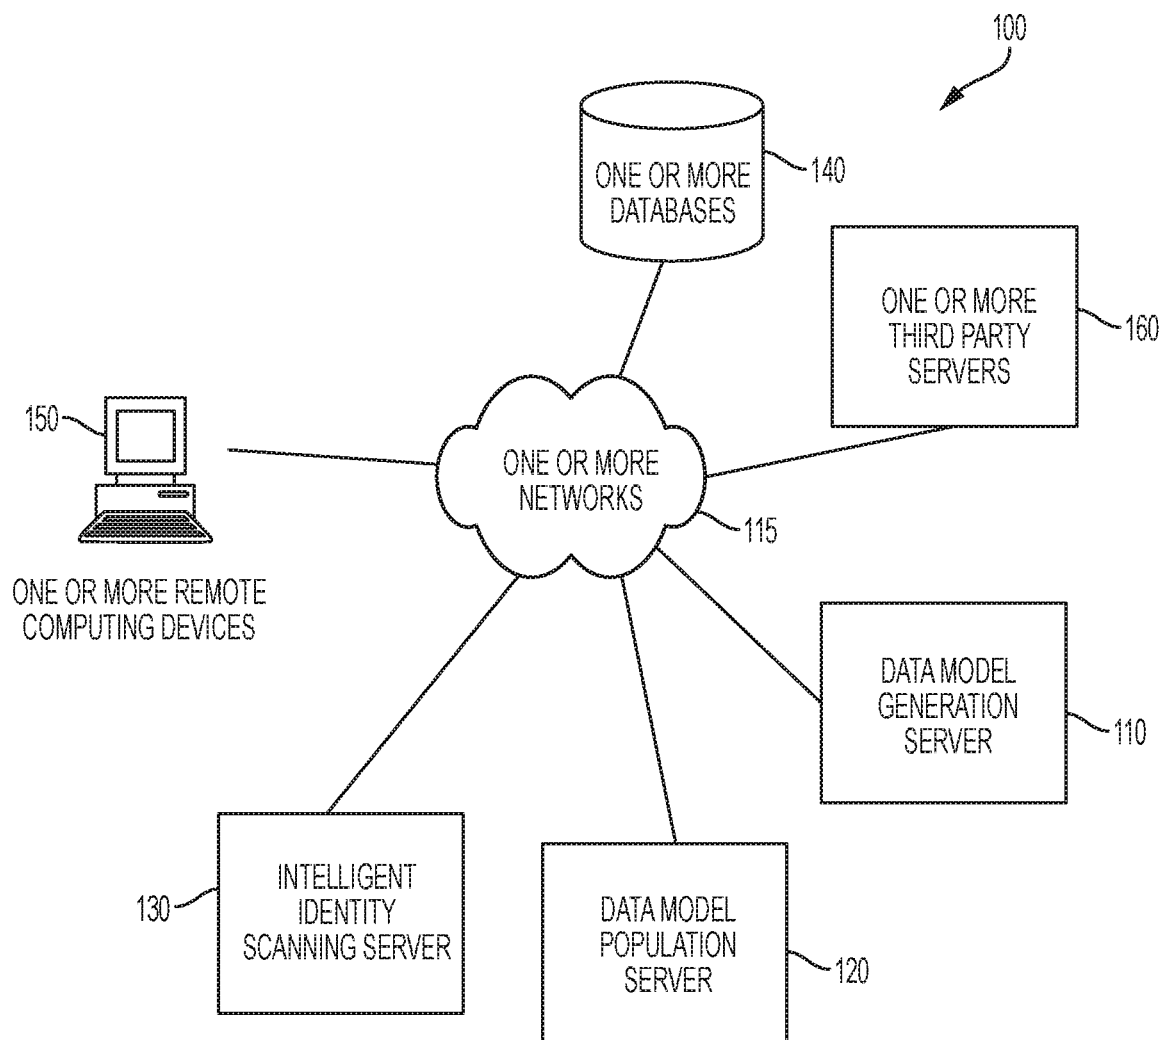 100
ONE OR MORE
DATABASES
140
ONE OR MORE
THIRD PARTY
SERVERS
160
150
ONE OR MORE
NETWORKS
115
ONE OR MORE REMOTE
COMPUTING DEVICES
DATA MODEL
GENERATION
SERVER
110
INTELLIGENT
IDENTITY
SCANNING SERVER
130
DATA MODEL
POPULATION
SERVER
120